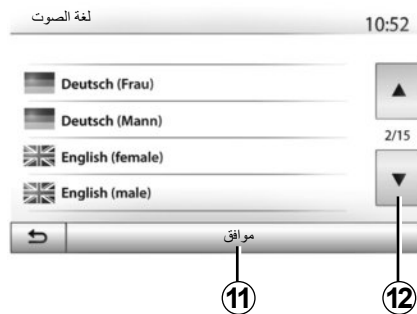 لغة الصوت
10:52
Deutsch (Frau)
Deutsch (Mann)
2/15
English (female)
English (male)
موافق
11
12